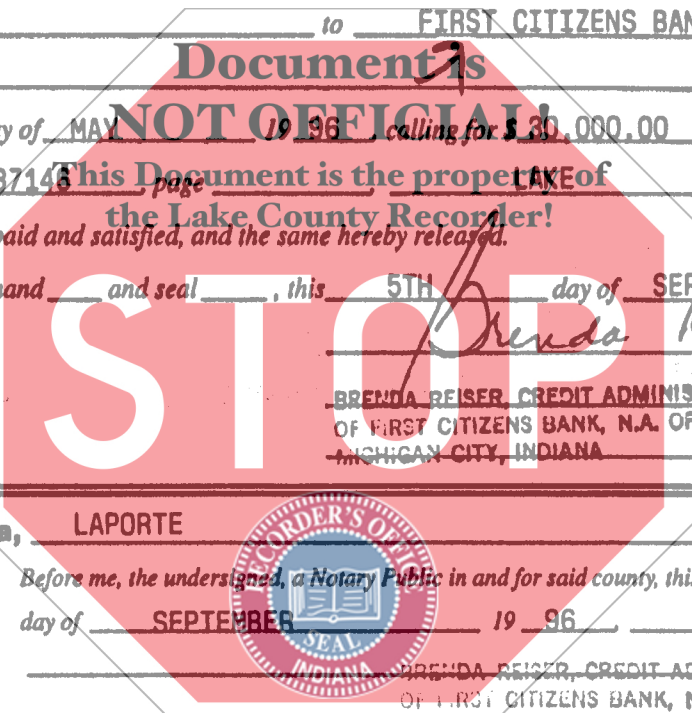 to FIRST CITIZENS BAN
Document is
NOT OFFICIAL!
y of MAY 19 96 calling for $ 30,000.00
This Document is the property of
page LAKE
the Lake County Recorder!
paid and satisfied, and the same hereby released.
hand and seal , this 5TH day of SEP
STOP
Brenda
BRENDA REISER, CREDIT ADMINIS
OF FIRST CITIZENS BANK, N.A. OF
MICHIGAN CITY, INDIANA
LAPORTE
RECORDER'S OFFICE
Before me, the undersigned, a Notary Public in and for said county, this
day of SEPTEMBER 19 96 ,
SEAL
INDIANA
BRENDA REISER, CREDIT AD
OF FIRST CITIZENS BANK, N